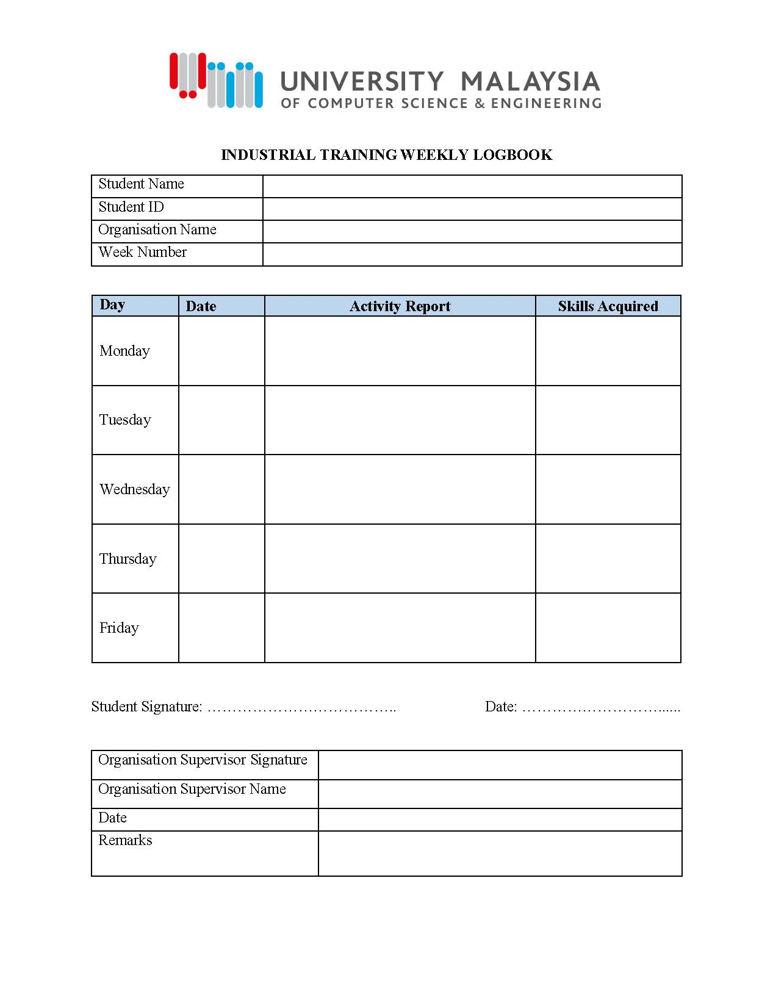 UNIVERSITY MALAYSIA
OF COMPUTER SCIENCE & ENGINEERING
INDUSTRIAL TRAINING WEEKLY LOGBOOK
Student Name
Student ID
Organisation Name
Week Number
Day Date Activity Report Skills Acquired
Monday
Tuesday
Wednesday
Thursday
Friday
Student Signature: ……………………………….. Date: ………………………......
Organisation Supervisor Signature
Organisation Supervisor Name
Date
Remarks